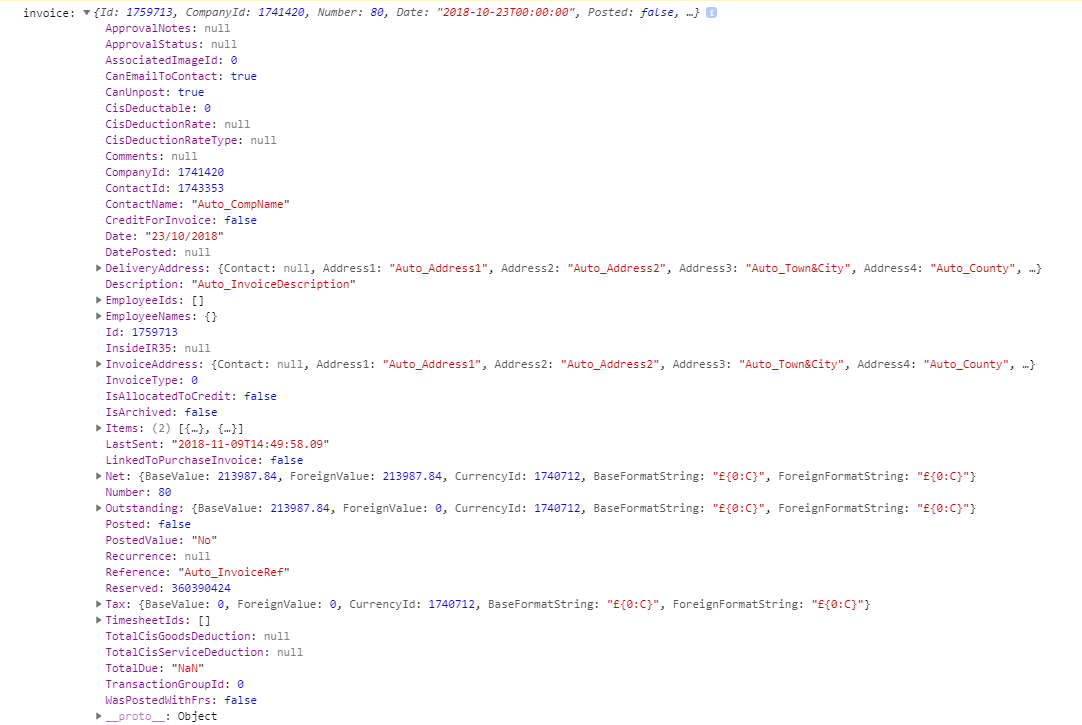 invoice: ▼{Id: 1759713, CompanyId: 1741420, Number: 80, Date: "2018-10-23T00:00:00", Posted: false, …} i
ApprovalNotes: null
ApprovalStatus: null
AssociatedImageId: 0
CanEmailToContact: true
CanUnpost: true
CisDeductable: 0
CisDeductionRate: null
CisDeductionRateType: null
Comments: null
CompanyId: 1741420
ContactId: 1743353
ContactName: "Auto_CompName"
CreditForInvoice: false
Date: "23/10/2018"
DatePosted: null
▶DeliveryAddress: {Contact: null, Address1: "Auto_Address1", Address2: "Auto_Address2", Address3: "Auto_Town&City", Address4: "Auto_County", …}
Description: "Auto_InvoiceDescription"
▶EmployeeIds: []
▶EmployeeNames: {}
Id: 1759713
InsideIR35: null
▶InvoiceAddress: {Contact: null, Address1: "Auto_Address1", Address2: "Auto_Address2", Address3: "Auto_Town&City", Address4: "Auto_County", …}
InvoiceType: 0
IsAllocatedToCredit: false
IsArchived: false
▶Items: (2) [{…}, {…}]
LastSent: "2018-11-09T14:49:58.09"
LinkedToPurchaseInvoice: false
▶Net: {BaseValue: 213987.84, ForeignValue: 213987.84, CurrencyId: 1740712, BaseFormatString: "£{0:C}", ForeignFormatString: "£{0:C}"}
Number: 80
▶Outstanding: {BaseValue: 213987.84, ForeignValue: 0, CurrencyId: 1740712, BaseFormatString: "£{0:C}", ForeignFormatString: "£{0:C}"}
Posted: false
PostedValue: "No"
Recurrence: null
Reference: "Auto_InvoiceRef"
Reserved: 360390424
▶Tax: {BaseValue: 0, ForeignValue: 0, CurrencyId: 1740712, BaseFormatString: "£{0:C}", ForeignFormatString: "£{0:C}"}
▶TimesheetIds: []
TotalCisGoodsDeduction: null
TotalCisServiceDeduction: null
TotalDue: "NaN"
TransactionGroupId: 0
WasPostedWithFrs: false
▶__proto__: Object